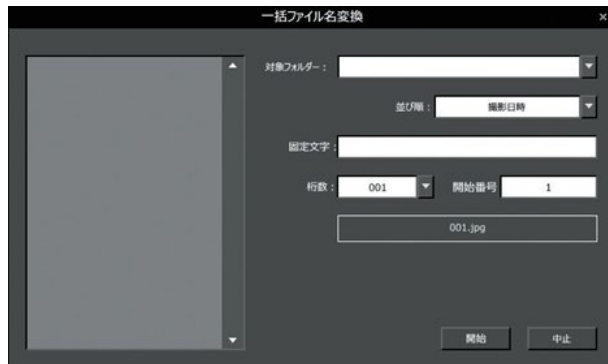 一括ファイル名変換
対象フォルダー：
並び順： 撮影日時
固定文字：
桁数： 001 開始番号 1
001.jpg
開始 中止